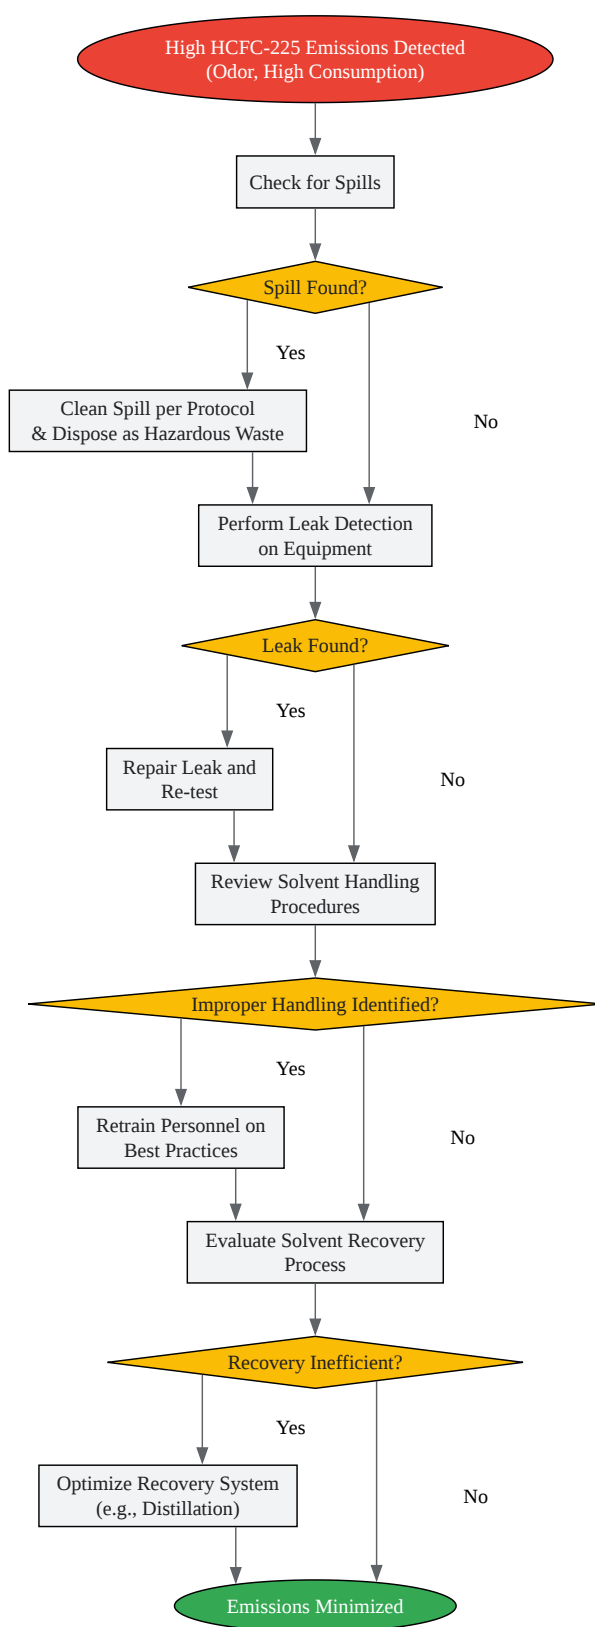 High HCFC-225 Emissions Detected
(Odor, High Consumption)
Check for Spills
Spill Found?
Yes
Clean Spill per Protocol
& Dispose as Hazardous Waste
No
Perform Leak Detection
on Equipment
Leak Found?
Yes
Repair Leak and
Re-test
No
Review Solvent Handling
Procedures
Improper Handling Identified?
Yes
Retrain Personnel on
Best Practices
No
Evaluate Solvent Recovery
Process
Recovery Inefficient?
Yes
Optimize Recovery System
(e.g., Distillation)
No
Emissions Minimized